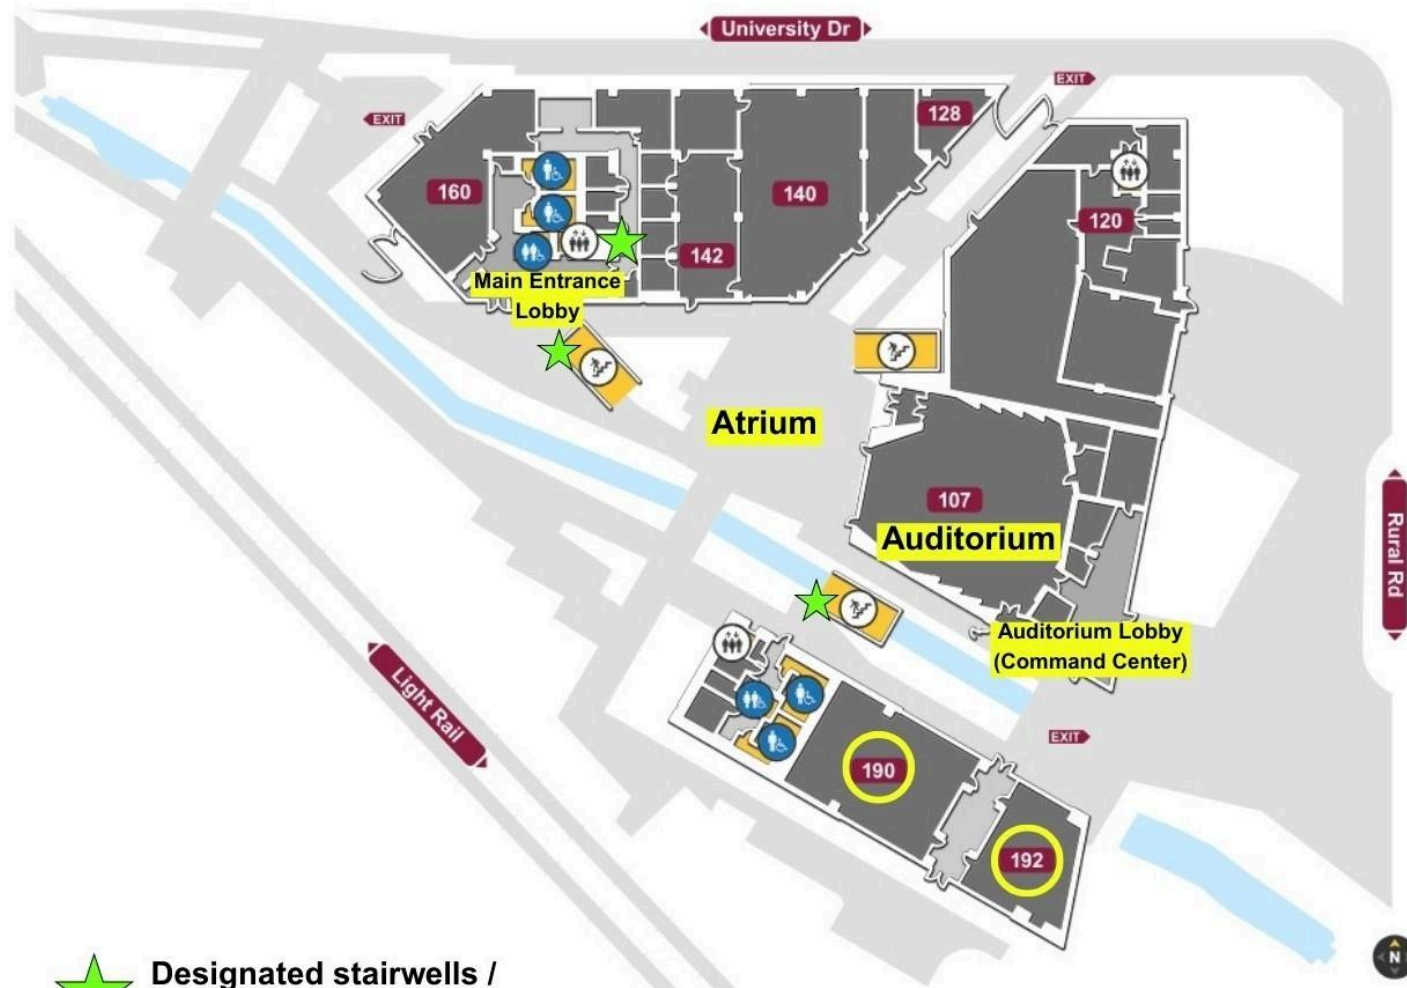 University Dr
EXIT
EXIT
128
160
140
120
142
Main Entrance
Lobby
Atrium
107
Auditorium
Rural Rd
Auditorium Lobby
(Command Center)
Light Rail
EXIT
190
192
N
Designated stairwells /